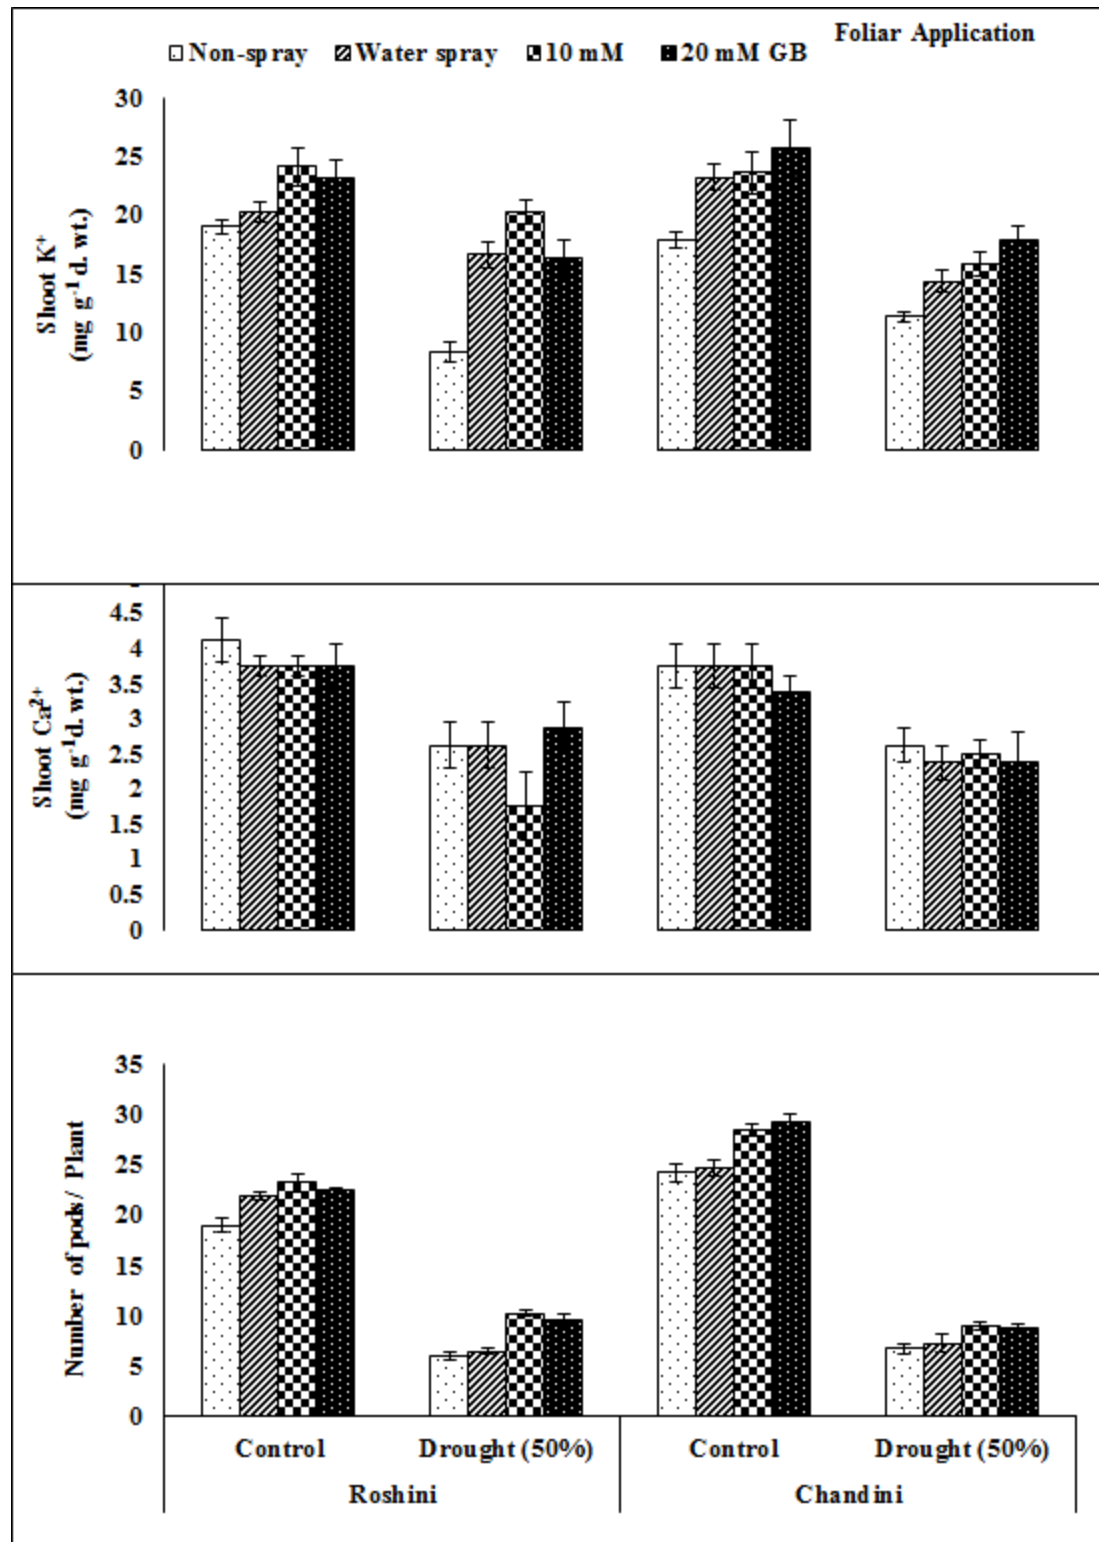 Foliar Application
Non-spray Water spray 10 mM 20 mM GB
30
25
20
15
10
5
0
Shoot K⁺
(mg g⁻¹ d. wt.)
4.5
4
3.5
3
2.5
2
1.5
1
0.5
0
Shoot Ca²⁺
(mg g⁻¹d. wt.)
35
30
25
20
15
10
5
0
Number of pods/ Plant
Control Drought (50%) Control Drought (50%)
Roshini Chandini